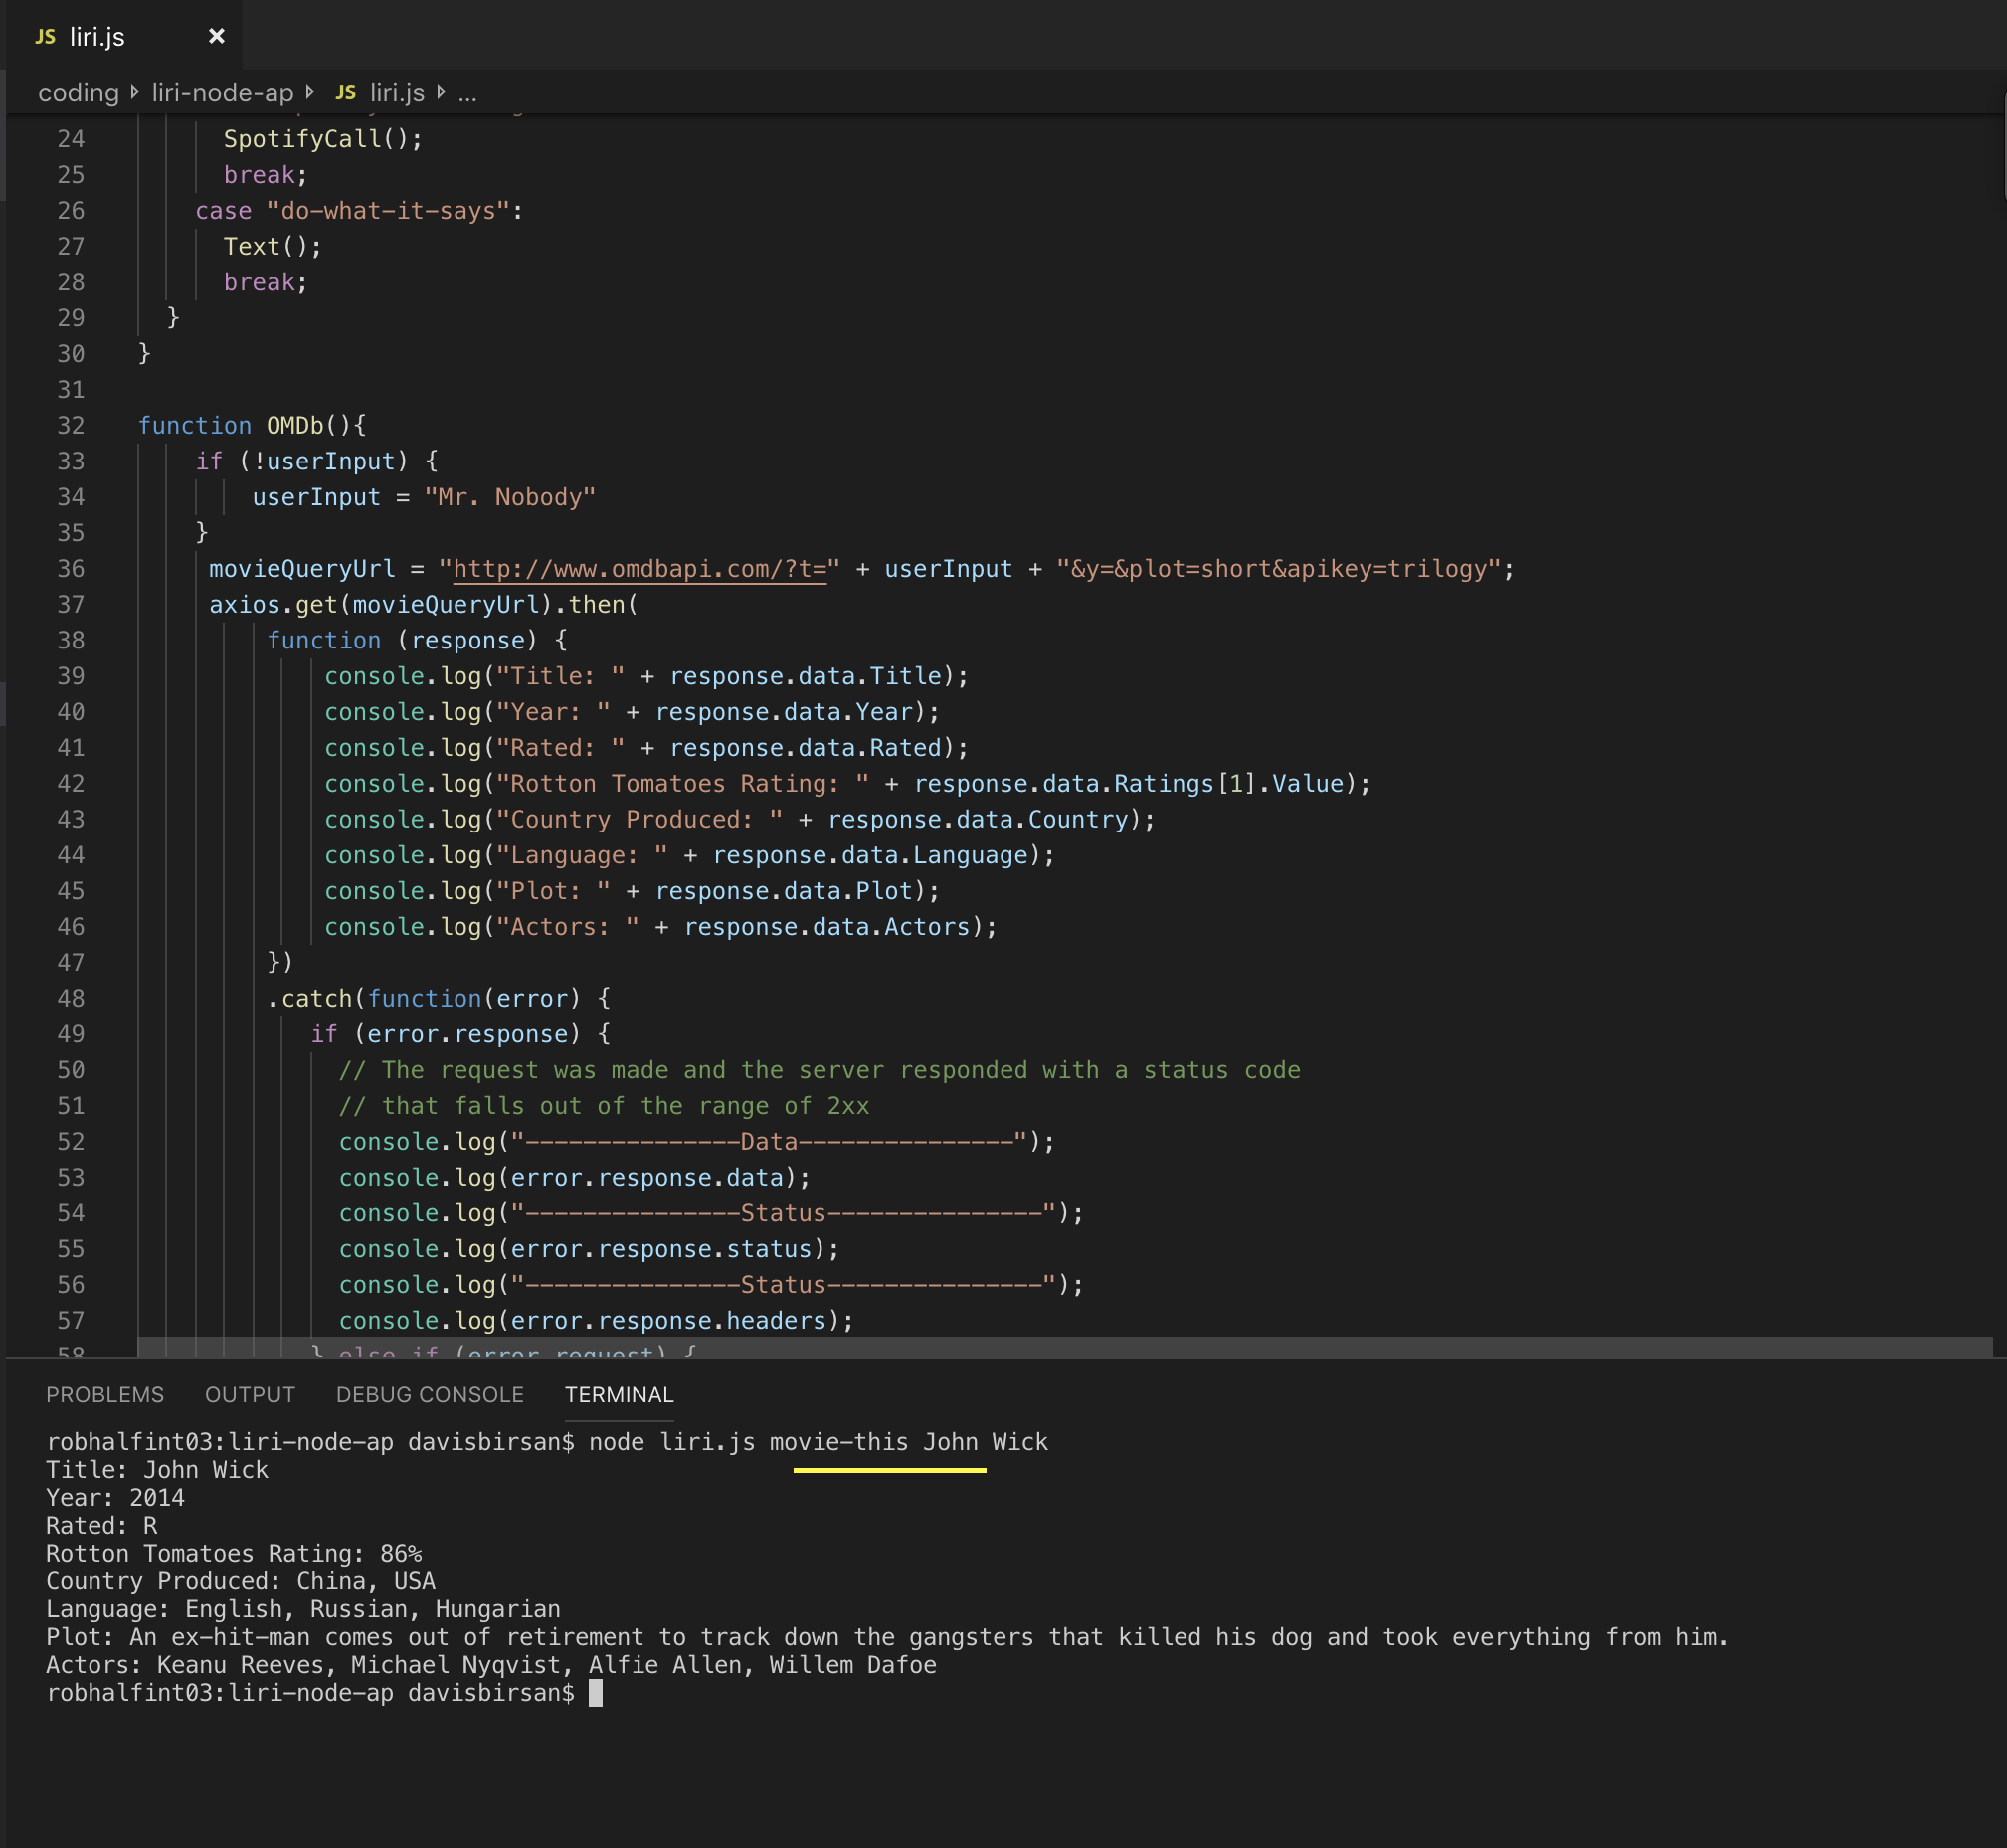 JS liri.js ×
coding liri-node-ap JS liri.js ...
24 SpotifyCall();
25 break;
26 case "do-what-it-says":
27 Text();
28 break;
29 }
30 }
31
32 function OMDb(){
33 if (!userInput) {
34 userInput = "Mr. Nobody"
35 }
36 movieQueryUrl = "http://www.omdbapi.com/?t=" + userInput + "&y=&plot=short&apikey=trilogy";
37 axios.get(movieQueryUrl).then(
38 function (response) {
39 console.log("Title: " + response.data.Title);
40 console.log("Year: " + response.data.Year);
41 console.log("Rated: " + response.data.Rated);
42 console.log("Rotton Tomatoes Rating: " + response.data.Ratings[1].Value);
43 console.log("Country Produced: " + response.data.Country);
44 console.log("Language: " + response.data.Language);
45 console.log("Plot: " + response.data.Plot);
46 console.log("Actors: " + response.data.Actors);
47 })
48 .catch(function(error) {
49 if (error.response) {
50 // The request was made and the server responded with a status code
51 // that falls out of the range of 2xx
52 console.log("---------------Data---------------");
53 console.log(error.response.data);
54 console.log("---------------Status---------------");
55 console.log(error.response.status);
56 console.log("---------------Status---------------");
57 console.log(error.response.headers);
58 } else if (error.request) {
PROBLEMS OUTPUT DEBUG CONSOLE TERMINAL
robhalfint03:liri-node-ap davisbirsan$ node liri.js movie-this John Wick
Title: John Wick
Year: 2014
Rated: R
Rotton Tomatoes Rating: 86%
Country Produced: China, USA
Language: English, Russian, Hungarian
Plot: An ex-hit-man comes out of retirement to track down the gangsters that killed his dog and took everything from him.
Actors: Keanu Reeves, Michael Nyqvist, Alfie Allen, Willem Dafoe
robhalfint03:liri-node-ap davisbirsan$